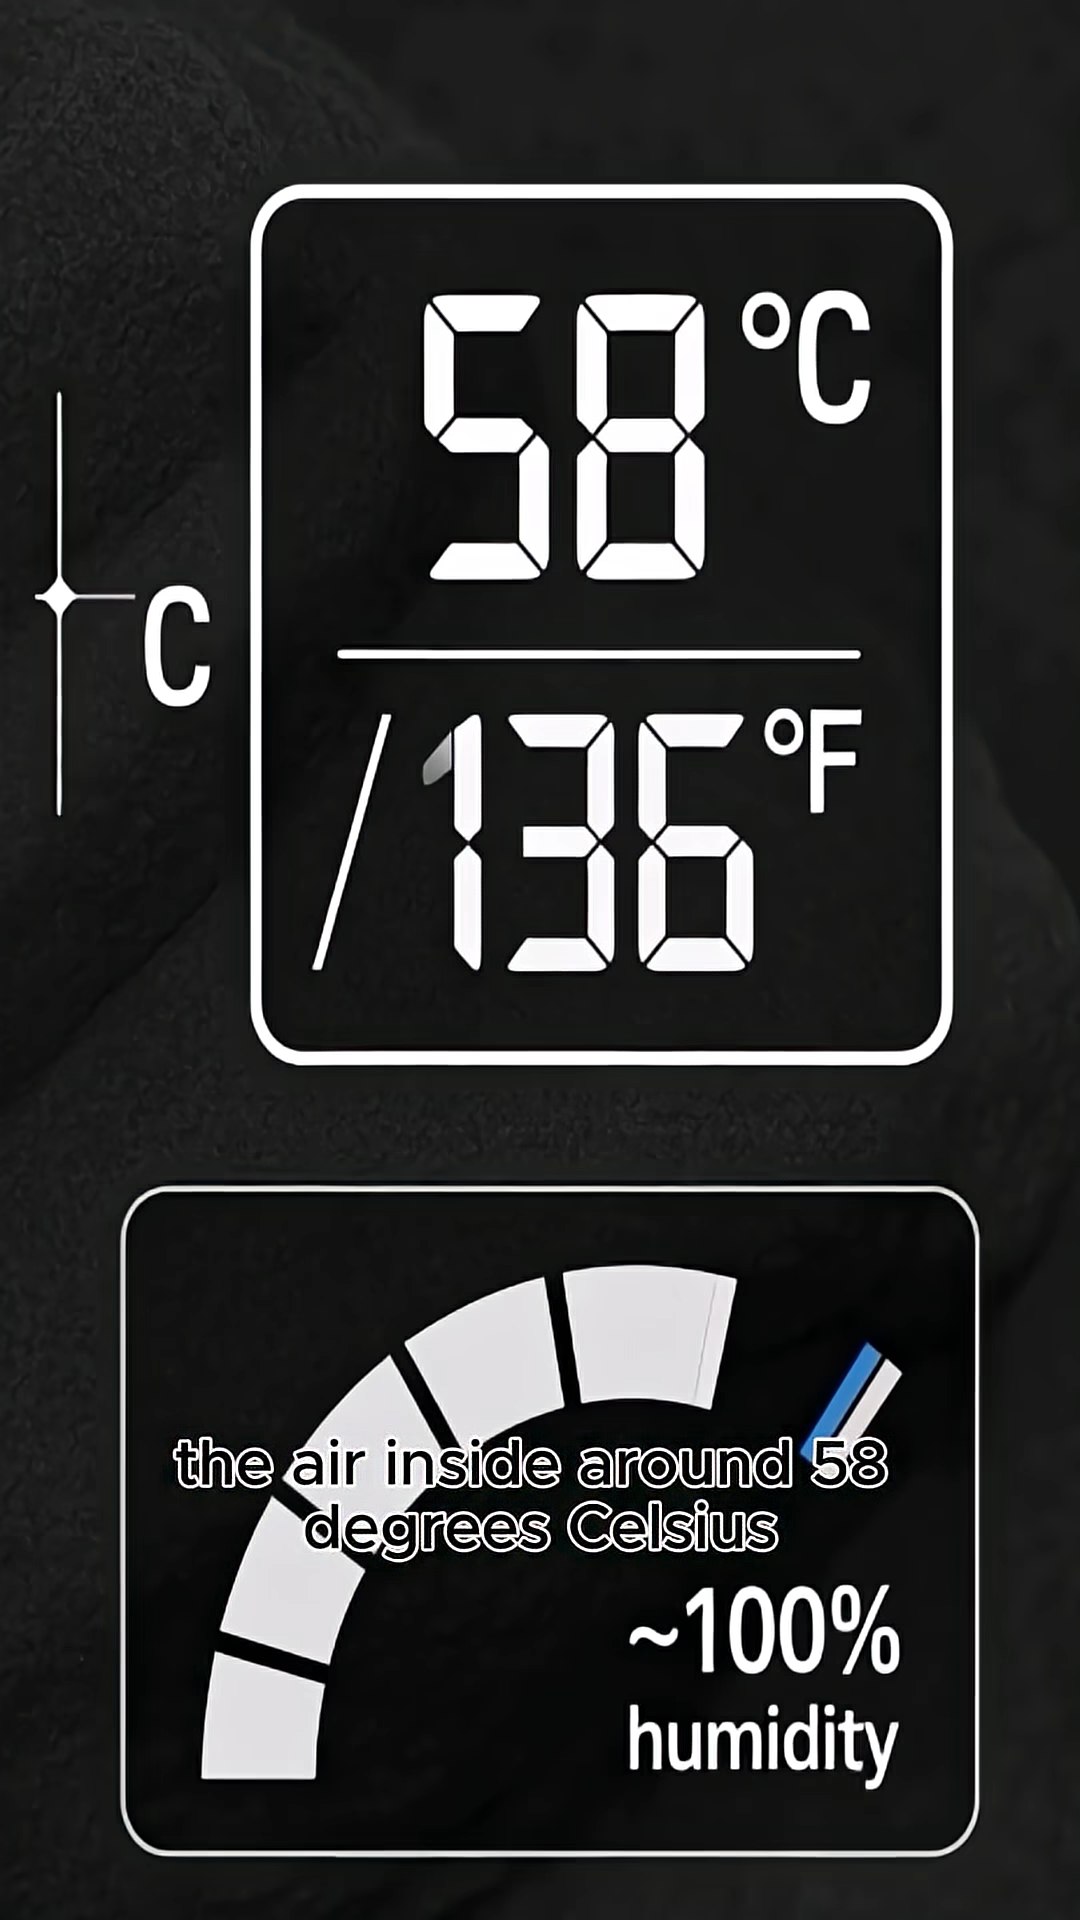 58 °C
C
/136 °F
the air inside around 58
degrees Celsius
~100%
humidity